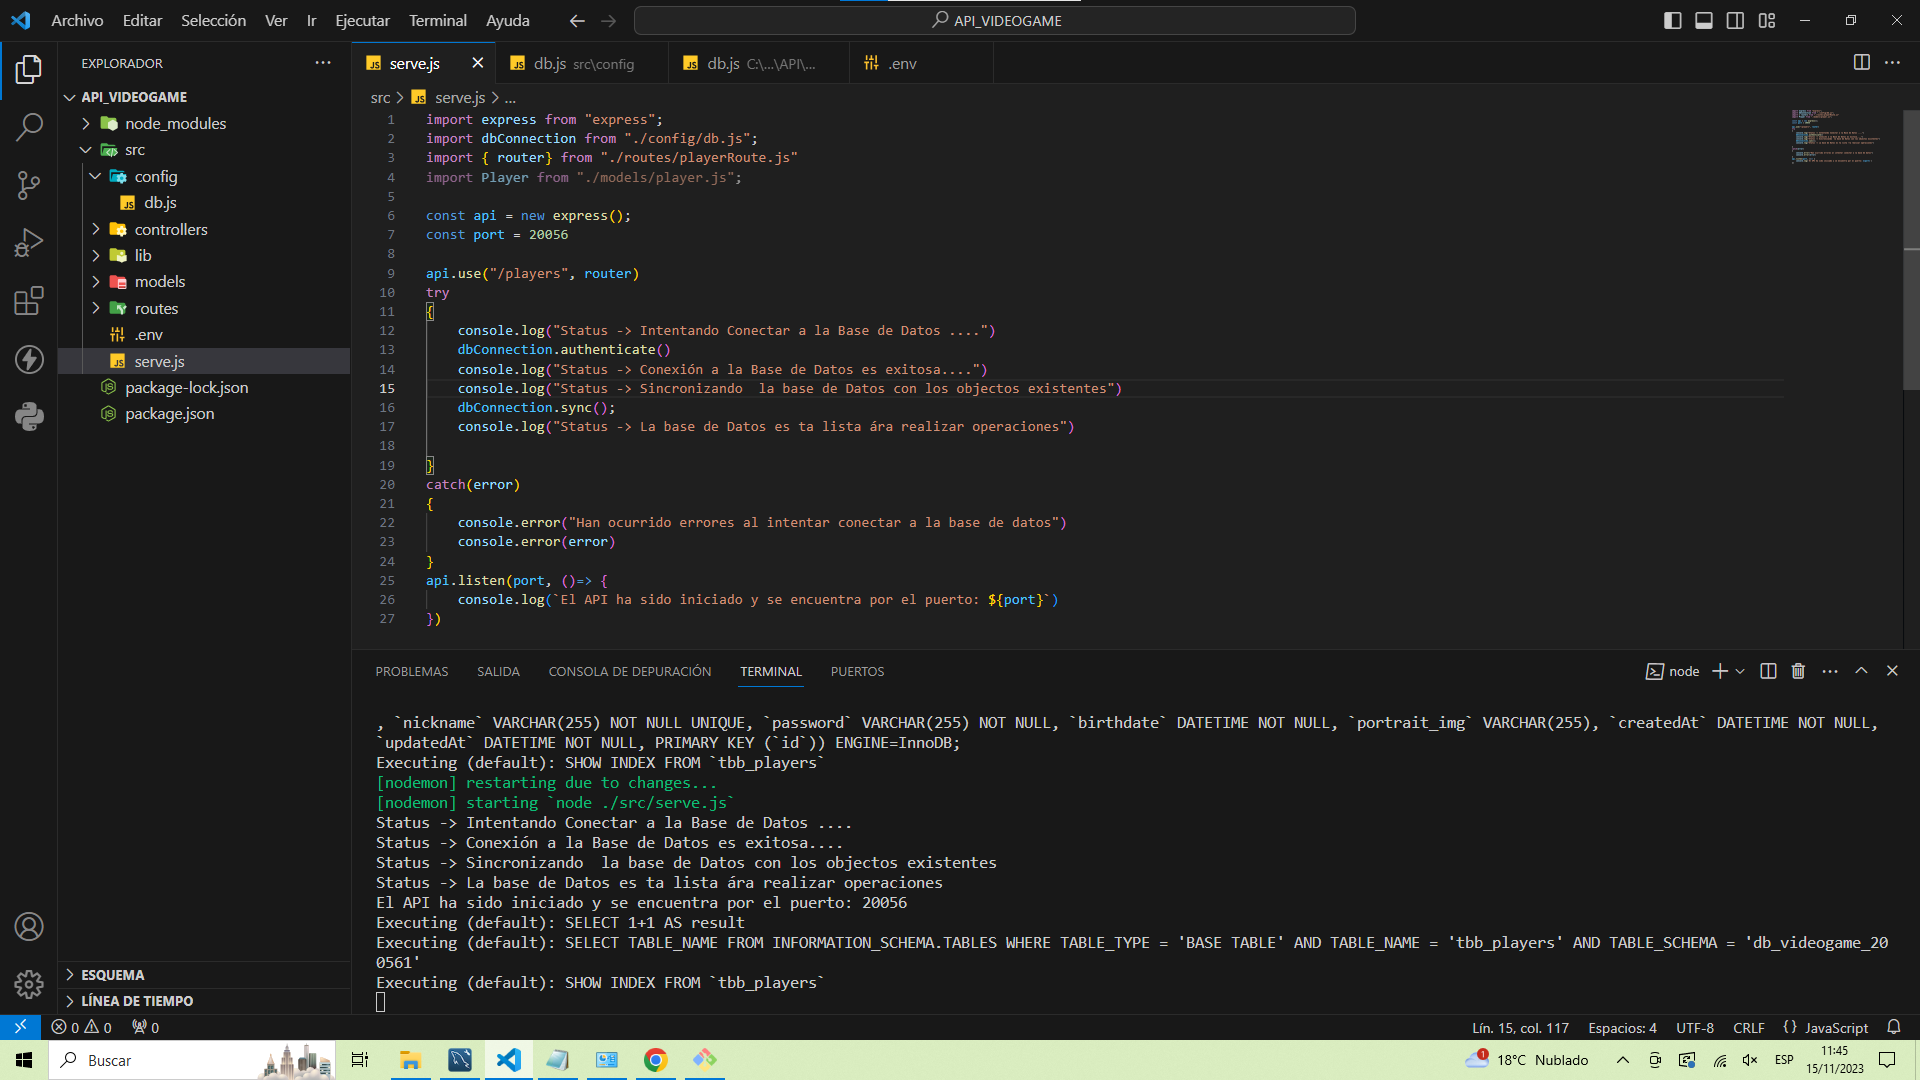 Archivo Editar Selección Ver Ir Ejecutar Terminal Ayuda
API_VIDEOGAME
EXPLORADOR
API_VIDEOGAME
node_modules
src
config
db.js
controllers
lib
models
routes
.env
serve.js
package-lock.json
package.json
ESQUEMA
LÍNEA DE TIEMPO
serve.js
db.js src\config
db.js C:\...\API\...
.env
src > serve.js > ...
1 import express from "express";
2 import dbConnection from "./config/db.js";
3 import { router} from "./routes/playerRoute.js"
4 import Player from "./models/player.js";
5
6 const api = new express();
7 const port = 20056
8
9 api.use("/players", router)
10 try
11 {
12 console.log("Status -> Intentando Conectar a la Base de Datos ....")
13 dbConnection.authenticate()
14 console.log("Status -> Conexión a la Base de Datos es exitosa....")
15 console.log("Status -> Sincronizando  la base de Datos con los objectos existentes")
16 dbConnection.sync();
17 console.log("Status -> La base de Datos es ta lista ára realizar operaciones")
18
19 }
20 catch(error)
21 {
22 console.error("Han ocurrido errores al intentar conectar a la base de datos")
23 console.error(error)
24 }
25 api.listen(port, ()=> {
26 console.log(`El API ha sido iniciado y se encuentra por el puerto: ${port}`)
27 })
PROBLEMAS SALIDA CONSOLA DE DEPURACIÓN TERMINAL PUERTOS
node
, `nickname` VARCHAR(255) NOT NULL UNIQUE, `password` VARCHAR(255) NOT NULL, `birthdate` DATETIME NOT NULL, `portrait_img` VARCHAR(255), `createdAt` DATETIME NOT NULL,
`updatedAt` DATETIME NOT NULL, PRIMARY KEY (`id`)) ENGINE=InnoDB;
Executing (default): SHOW INDEX FROM `tbb_players`
[nodemon] restarting due to changes...
[nodemon] starting `node ./src/serve.js`
Status -> Intentando Conectar a la Base de Datos ....
Status -> Conexión a la Base de Datos es exitosa....
Status -> Sincronizando  la base de Datos con los objectos existentes
Status -> La base de Datos es ta lista ára realizar operaciones
El API ha sido iniciado y se encuentra por el puerto: 20056
Executing (default): SELECT 1+1 AS result
Executing (default): SELECT TABLE_NAME FROM INFORMATION_SCHEMA.TABLES WHERE TABLE_TYPE = 'BASE TABLE' AND TABLE_NAME = 'tbb_players' AND TABLE_SCHEMA = 'db_videogame_20
0561'
Executing (default): SHOW INDEX FROM `tbb_players`
0 0 0
Lín. 15, col. 117 Espacios: 4 UTF-8 CRLF {} JavaScript
Buscar
1 18°C Nublado
ESP
11:45
15/11/2023